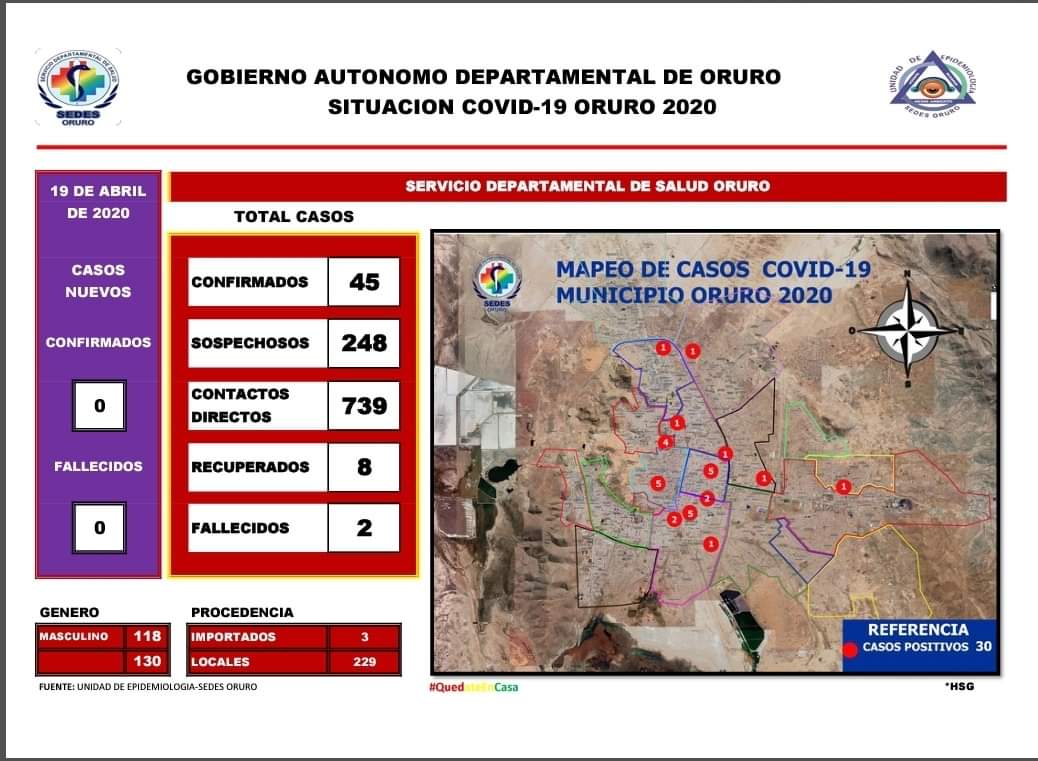 SERVICIO DEPARTAMENTAL DE SALUD
SEDES
ORURO
GOBIERNO AUTONOMO DEPARTAMENTAL DE ORURO
SITUACION COVID-19 ORURO 2020
UNIDAD DE EPIDEMIOLOGIA
SEDES ORURO
19 DE ABRIL
DE 2020
CASOS
NUEVOS
CONFIRMADOS
0
FALLECIDOS
0
SERVICIO DEPARTAMENTAL DE SALUD ORURO
TOTAL CASOS
CONFIRMADOS 45
SOSPECHOSOS 248
CONTACTOS
DIRECTOS 739
RECUPERADOS 8
FALLECIDOS 2
SEDES
ORURO
MAPEO DE CASOS COVID-19
MUNICIPIO ORURO 2020
N
O
1 1
1
4
1
5
5
1
1
2
5
2
1
REFERENCIA
CASOS POSITIVOS 30
GENERO
MASCULINO 118
130
PROCEDENCIA
IMPORTADOS 3
LOCALES 229
FUENTE: UNIDAD DE EPIDEMIOLOGIA-SEDES ORURO
#QuedateEnCasa
*HSG